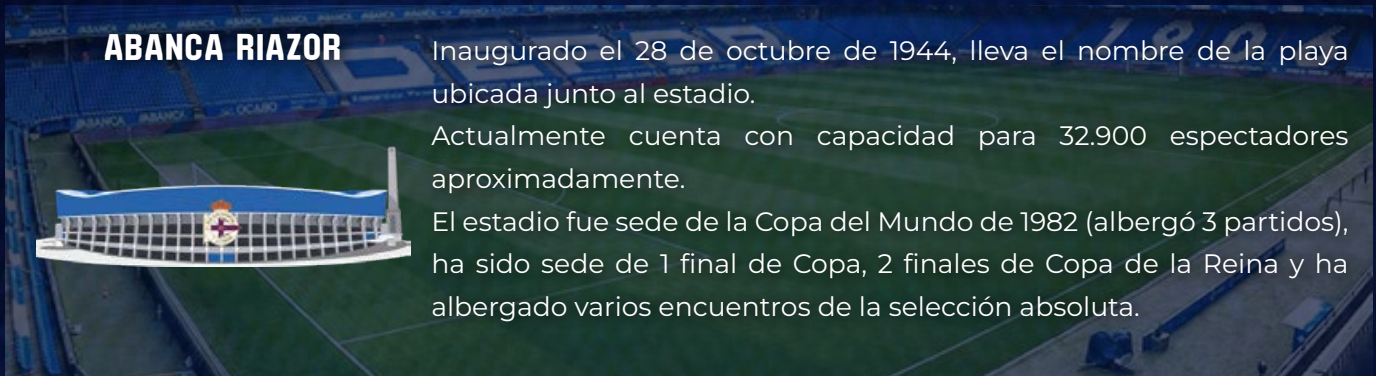 ABANCA RIAZOR
Inaugurado el 28 de octubre de 1944, lleva el nombre de la playa
ubicada junto al estadio.
Actualmente cuenta con capacidad para 32.900 espectadores
aproximadamente.
El estadio fue sede de la Copa del Mundo de 1982 (albergó 3 partidos),
ha sido sede de 1 final de Copa, 2 finales de Copa de la Reina y ha
albergado varios encuentros de la selección absoluta.
ABANCA
ABANCA
OCASO